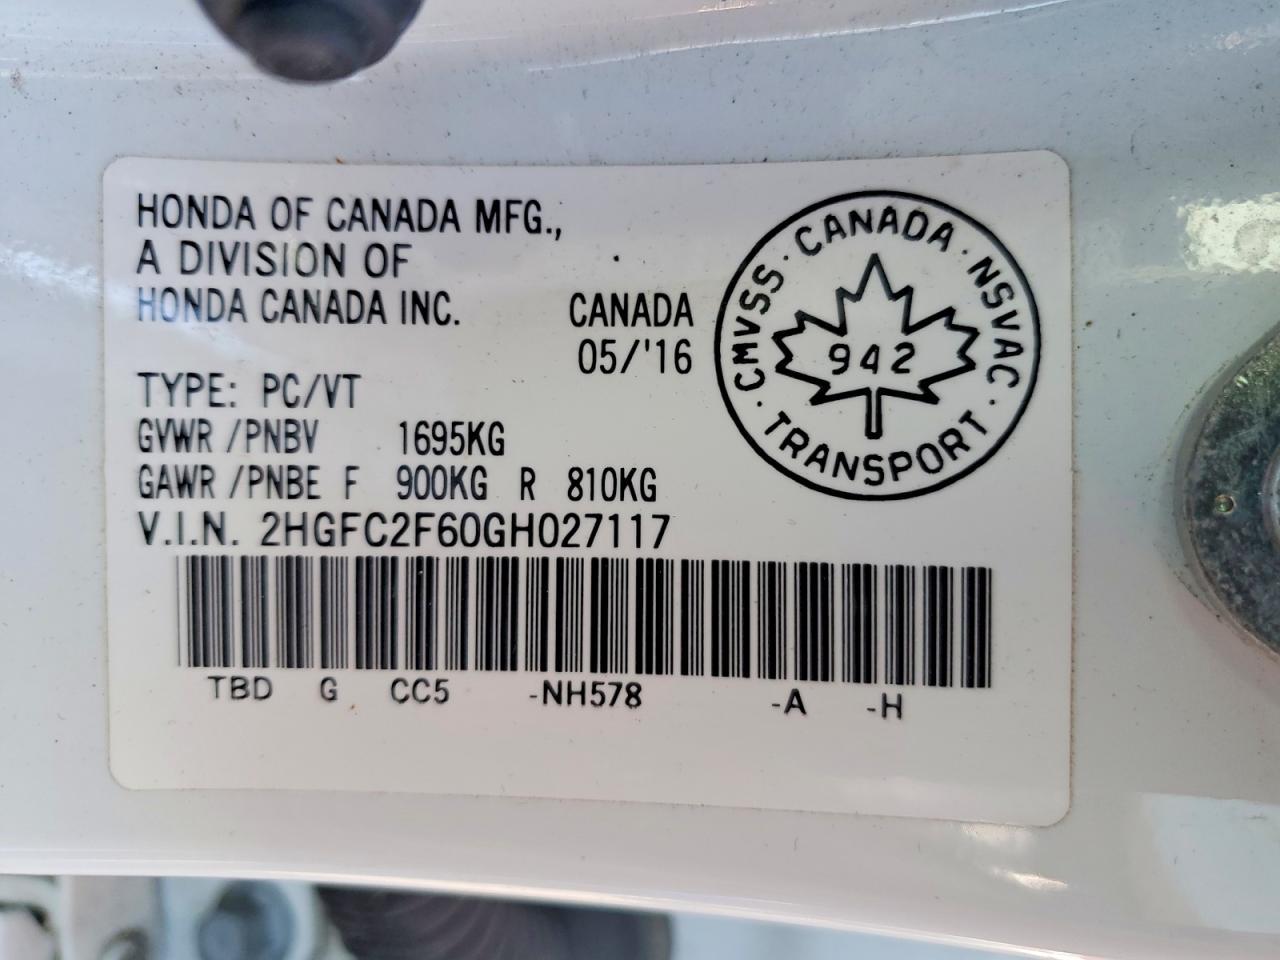 HONDA OF CANADA MFG.,
A DIVISION OF
HONDA CANADA INC.
CANADA
05/'16
TYPE: PC/VT
GVWR /PNBV 1695KG
GAWR /PNBE F 900KG R 810KG
V.I.N. 2HGFC2F60GH027117
TBD G CC5 -NH578 -A -H
CMVSS · CANADA · NSVAC · TRANSPORT ·
942